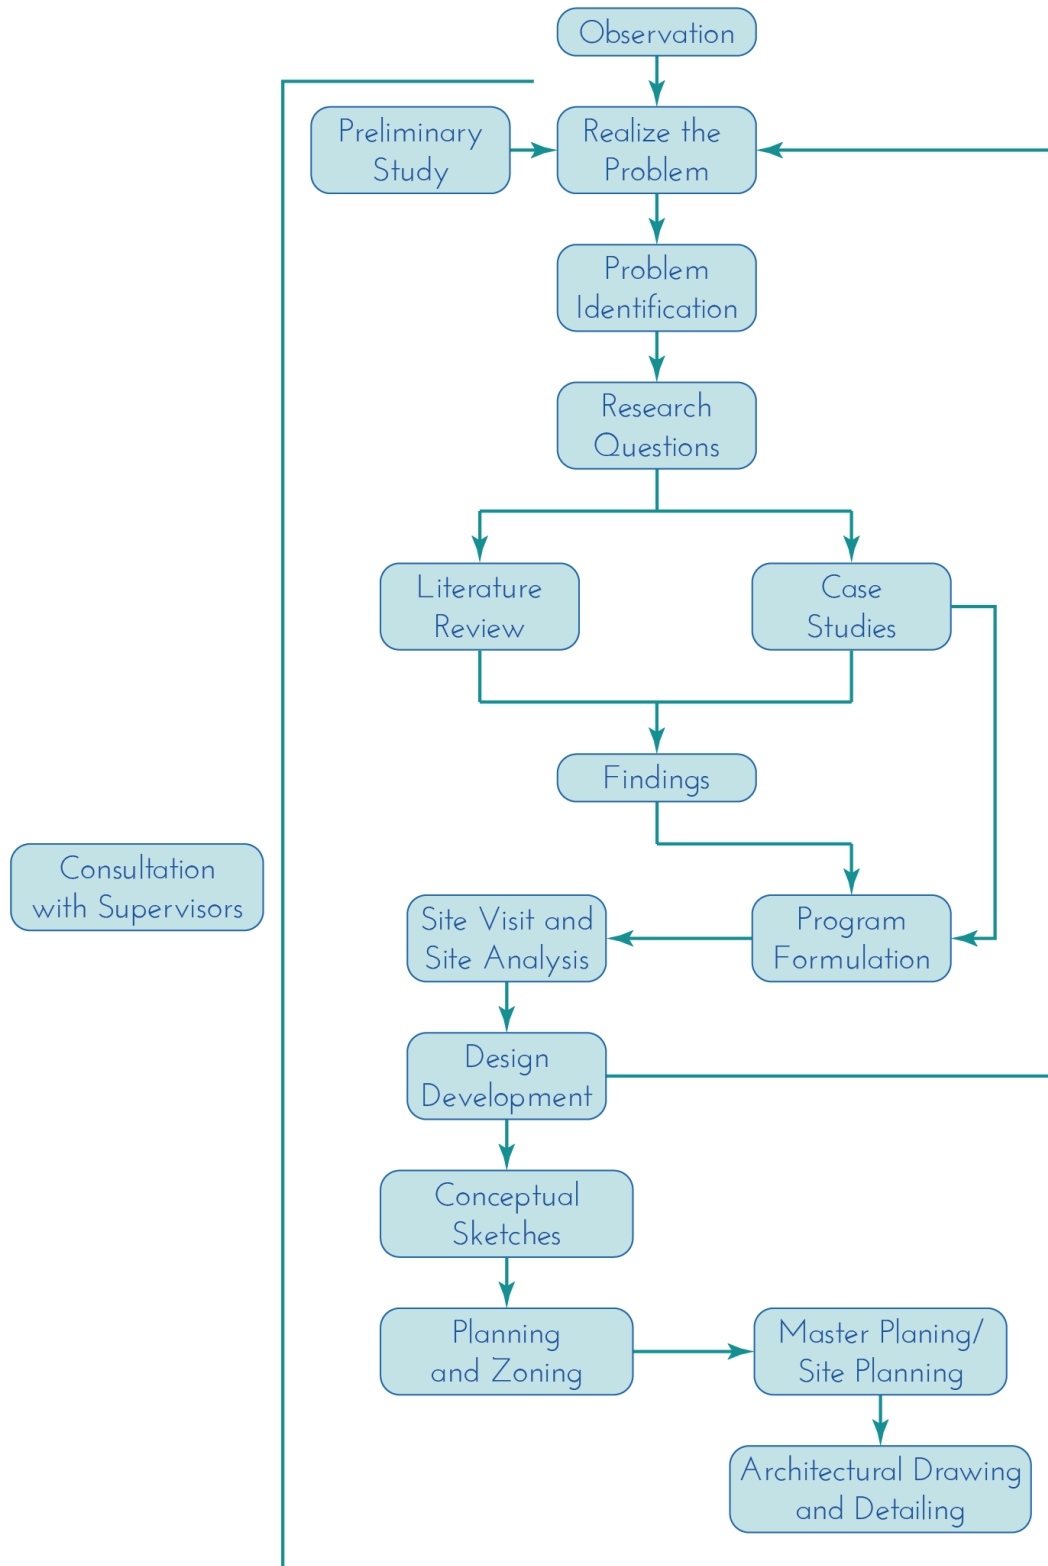 Observation
Preliminary
Study
Realize the
Problem
Problem
Identification
Research
Questions
Literature
Review
Case
Studies
Findings
Consultation
with Supervisors
Site Visit and
Site Analysis
Program
Formulation
Design
Development
Conceptual
Sketches
Planning
and Zoning
Master Planing/
Site Planning
Architectural Drawing
and Detailing